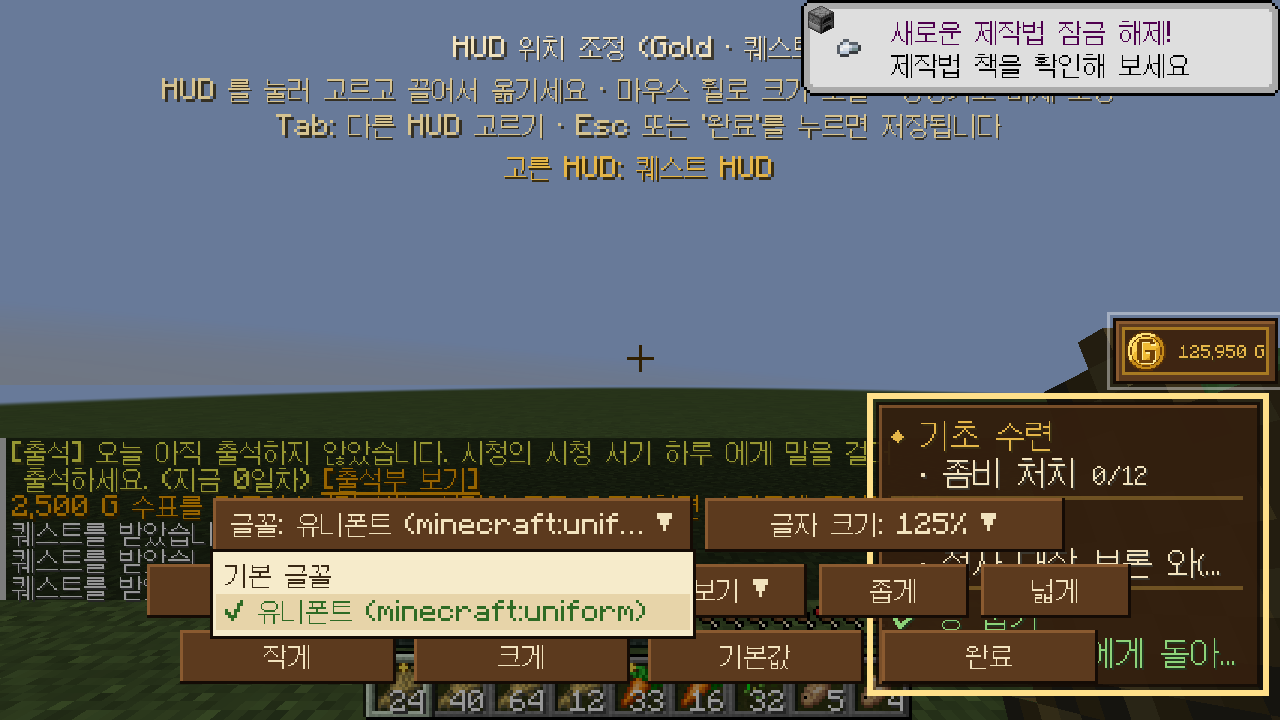 HUD 위치 조정 (Gold · 퀘스트
새로운 제작법 잠금 해제!
제작법 책을 확인해 보세요
HUD 를 눌러 고르고 끌어서 옮기세요 · 마우스 휠로 크기
Tab: 다른 HUD 고르기 · Esc 또는 '완료'를 누르면 저장됩니다
고른 HUD: 퀘스트 HUD
G 125,950 G
기초 수련
· 좀비 처치 0/12
[출석] 오늘 아직 출석하지 않았습니다. 시청의 시청 서기 하루 에게 말을 걸
출석하세요. (지금 0일차) [출석부 보기]
2,500 G 수표를
퀘스트를 받았습니
퀘스트를 받았습
퀘스트를 받
글꼴: 유니폰트 (minecraft:unif... ▼
글자 크기: 125% ▼
와(...
기본 글꼴
✔ 유니폰트 (minecraft:uniform)
보기 ▼
좁게
넓게
작게
크게
기본값
완료
에게 돌아...
24 40 64 12 33 16 32 5 4